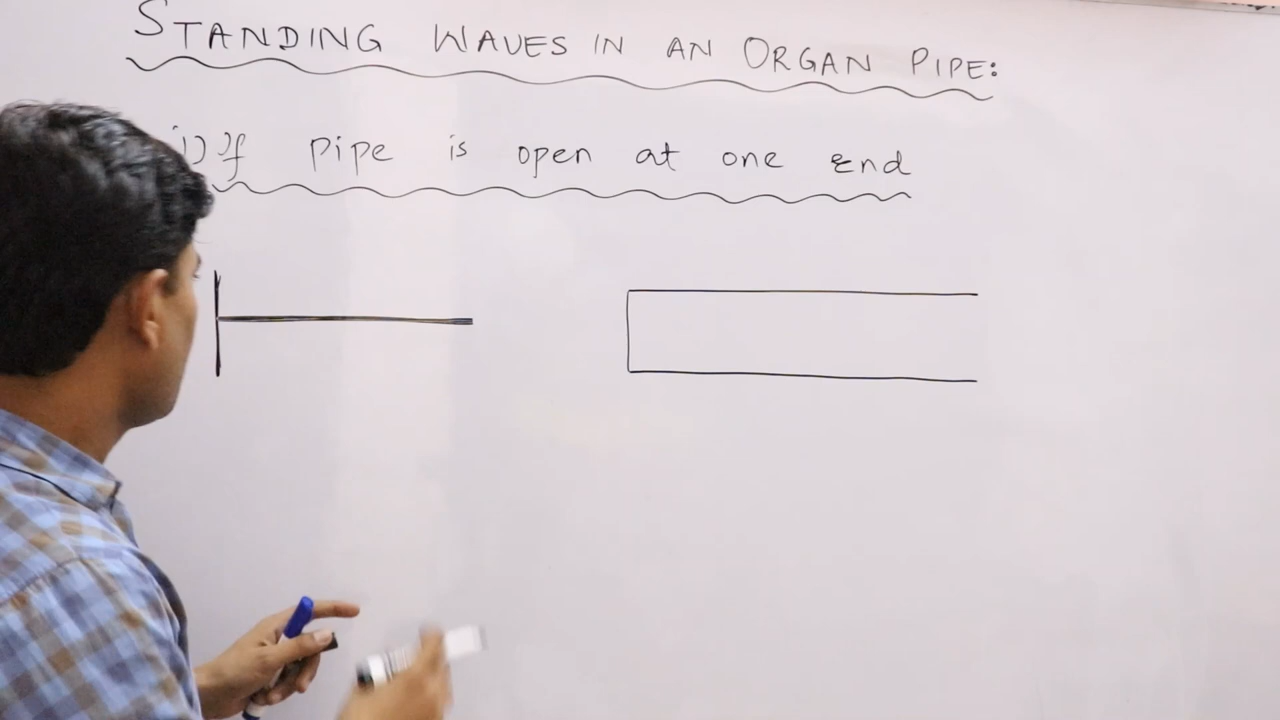 STANDING WAVES IN AN ORGAN PIPE:
i) If pipe is open at one end